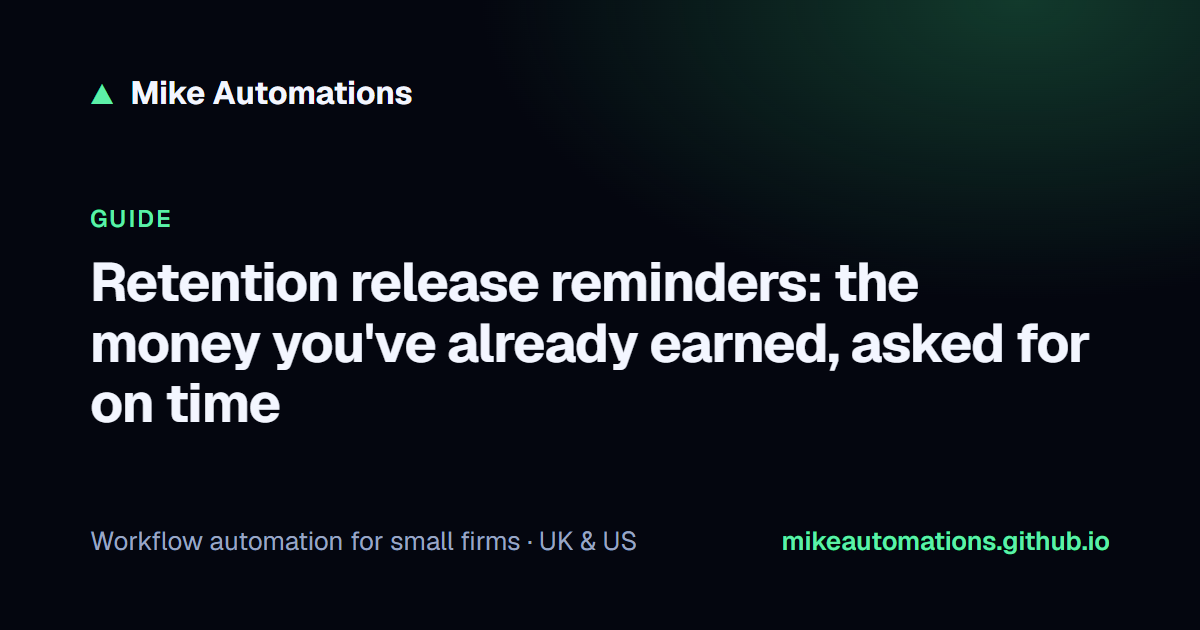 Mike Automations
GUIDE
Retention release reminders: the
money you've already earned, asked for
on time
Workflow automation for small firms · UK & US
mikeautomations.github.io